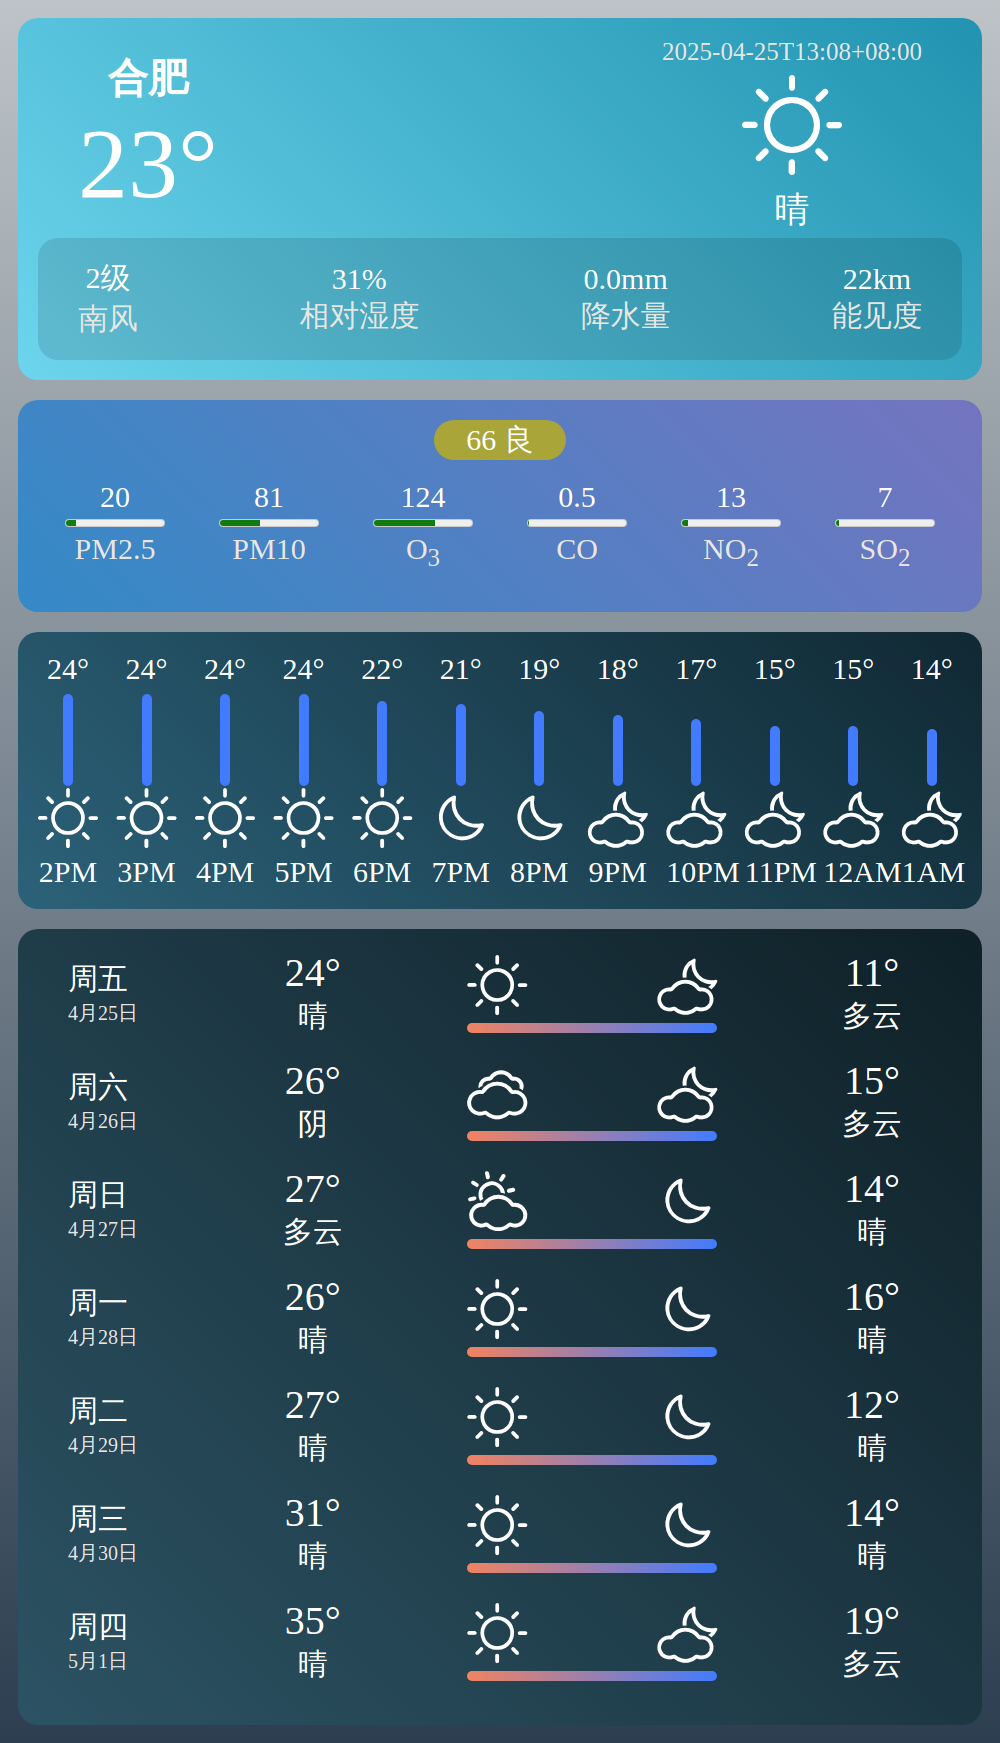 合肥
2025-04-25T13:08+08:00
23°
晴
2级 31% 0.0mm 22km
南风 相对湿度 降水量 能见度
66 良
20 81 124 0.5 13 7
PM2.5 PM10 O3 CO NO2 SO2
24° 24° 24° 24° 22° 21° 19° 18° 17° 15° 15° 14°
2PM 3PM 4PM 5PM 6PM 7PM 8PM 9PM 10PM 11PM 12AM 1AM
周五 24° 11°
4月25日 晴 多云
周六 26° 15°
4月26日 阴 多云
周日 27° 14°
4月27日 多云 晴
周一 26° 16°
4月28日 晴 晴
周二 27° 12°
4月29日 晴 晴
周三 31° 14°
4月30日 晴 晴
周四 35° 19°
5月1日 晴 多云